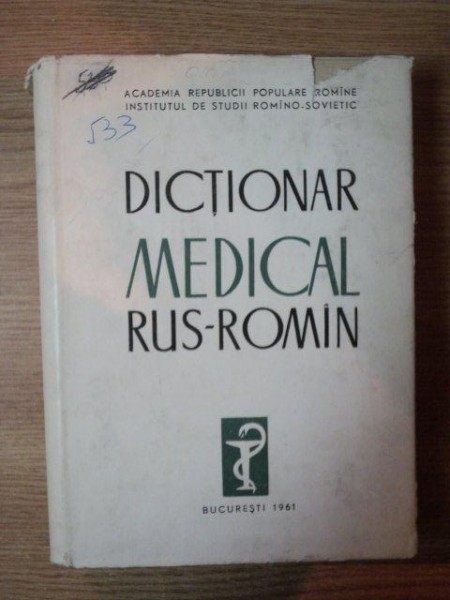 ACADEMIA REPUBLICII POPULARE ROMÎNE
INSTITUTUL DE STUDII ROMÎNO-SOVIETIC
533
DICȚIONAR
MEDICAL
RUS-ROMÎN
BUCUREȘTI 1961